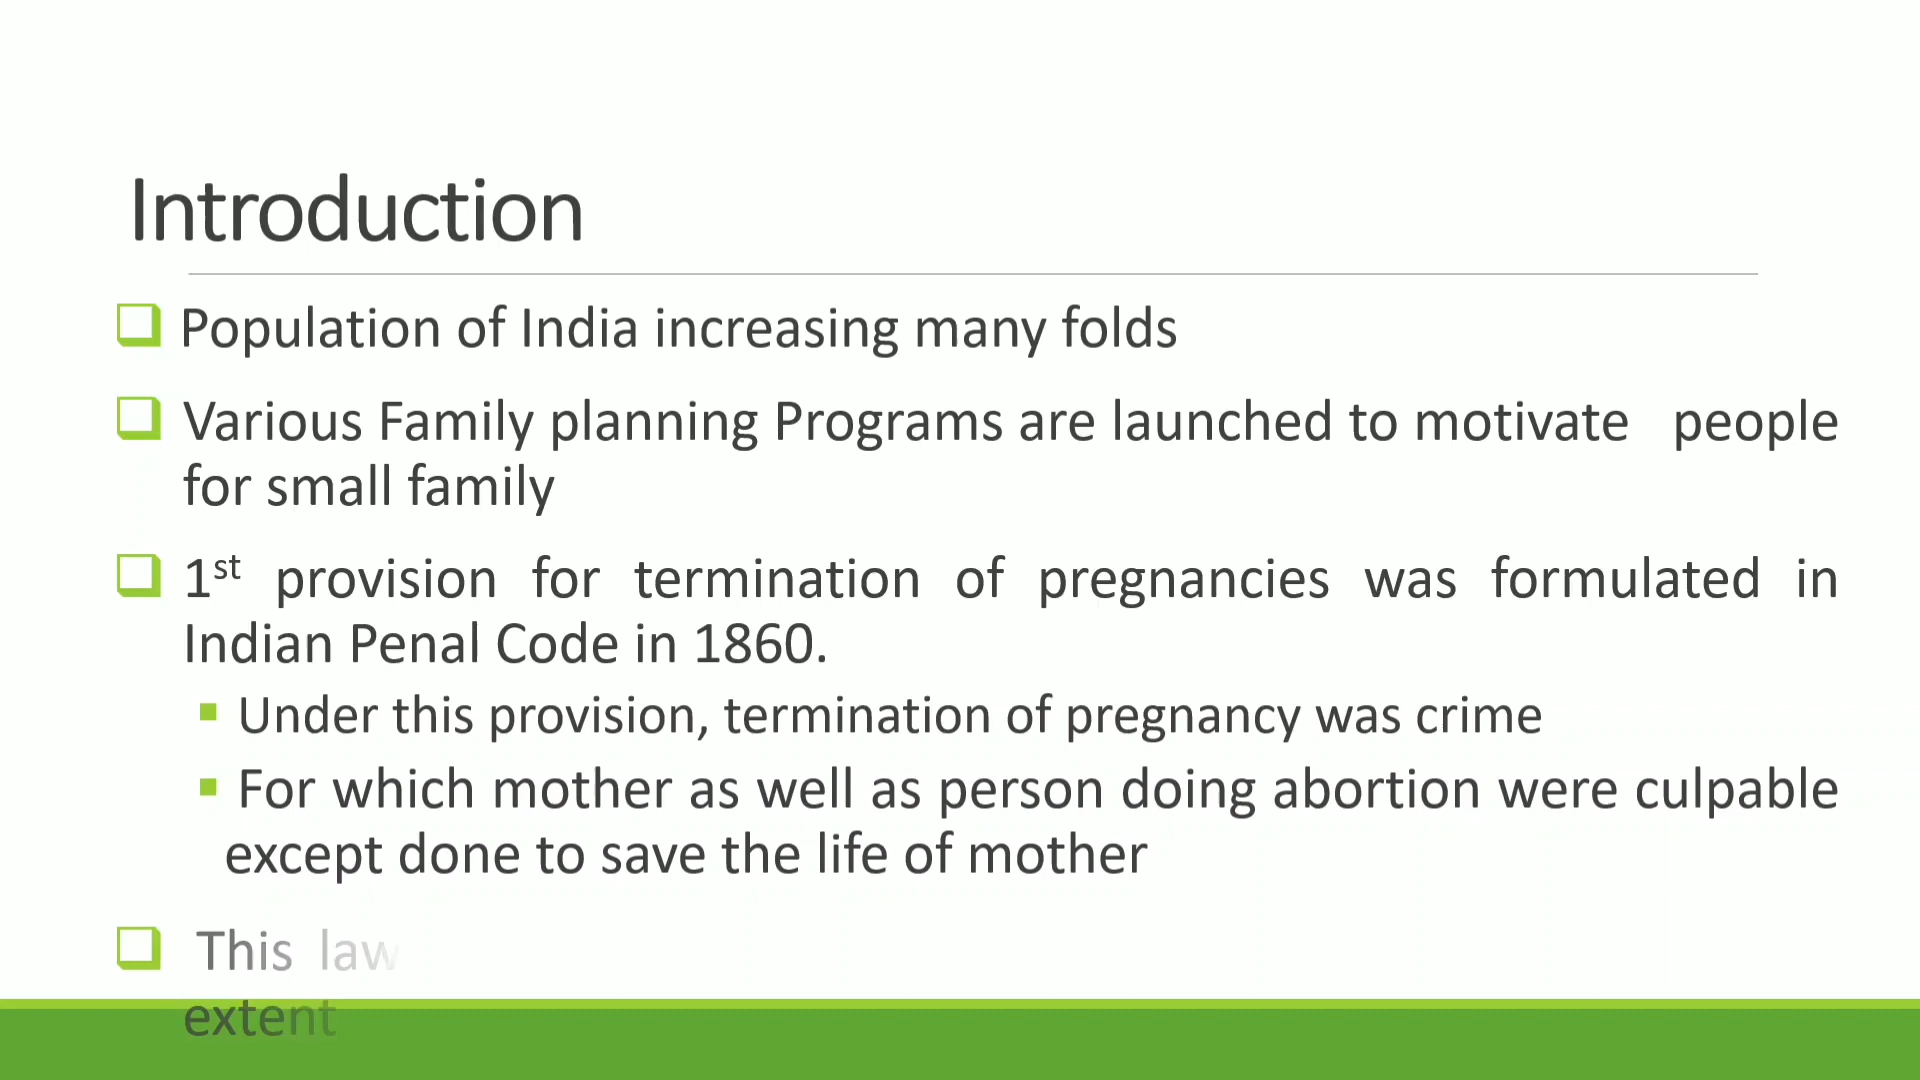 Introduction
Population of India increasing many folds
Various Family planning Programs are launched to motivate people
for small family
1st provision for termination of pregnancies was formulated in
Indian Penal Code in 1860.
Under this provision, termination of pregnancy was crime
For which mother as well as person doing abortion were culpable
except done to save the life of mother
This law
extent